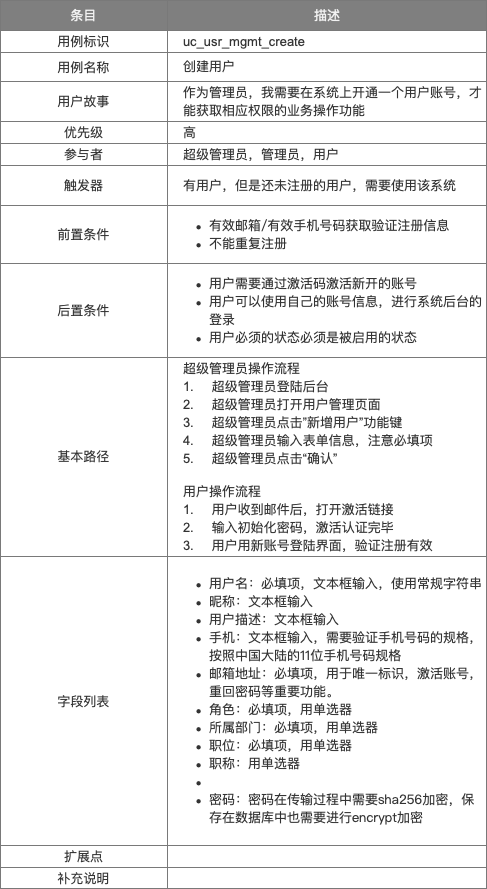 条目 描述
用例标识 uc_usr_mgmt_create
用例名称 创建用户
用户故事 作为管理员，我需要在系统上开通一个用户账号，才
能获取相应权限的业务操作功能
优先级 高
参与者 超级管理员，管理员，用户
触发器 有用户，但是还未注册的用户，需要使用该系统
前置条件
• 有效邮箱/有效手机号码获取验证注册信息
• 不能重复注册
后置条件
• 用户需要通过激活码激活新开的账号
• 用户可以使用自己的账号信息，进行系统后台的
登录
• 用户必须的状态必须是被启用的状态
基本路径
超级管理员操作流程
1. 超级管理员登陆后台
2. 超级管理员打开用户管理页面
3. 超级管理员点击”新增用户”功能键
4. 超级管理员输入表单信息，注意必填项
5. 超级管理员点击“确认”
用户操作流程
1. 用户收到邮件后，打开激活链接
2. 输入初始化密码，激活认证完毕
3. 用户用新账号登陆界面，验证注册有效
字段列表
• 用户名：必填项，文本框输入，使用常规字符串
• 昵称：文本框输入
• 用户描述：文本框输入
• 手机：文本框输入，需要验证手机号码的规格，
按照中国大陆的11位手机号码规格
• 邮箱地址：必填项，用于唯一标识，激活账号，
重回密码等重要功能。
• 角色：必填项，用单选器
• 所属部门：必填项，用单选器
• 职位：必填项，用单选器
• 职称：用单选器
•
• 密码：密码在传输过程中需要sha256加密，保
存在数据库中也需要进行encrypt加密
扩展点
补充说明